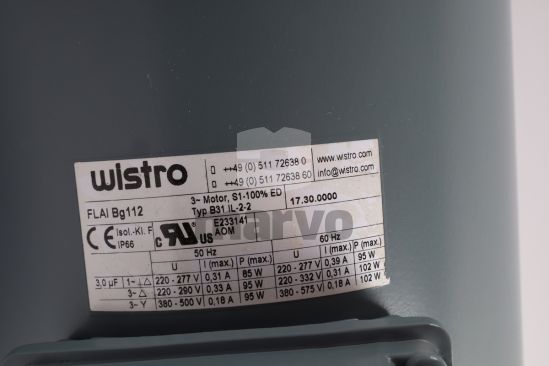 wistro
++49 (0) 511 72638 0
++49 (0) 511 72638 60
www.wistro.com
info@wistro.com
FLAI Bg112
3~ Motor, S1-100% ED
Typ B31 IL-2-2
17.30.0000
CE Isol.-Kl. F
IP66
c RU US
E233141
AOM
marvo
50 Hz 60 Hz
U I (max.) P (max.) U I (max.) P (max.)
3,0 µF 1~⊥△ 220 - 277 V 0,31 A 85 W 220 - 277 V 0,39 A 95 W
3~ △ 220 - 290 V 0,33 A 95 W 220 - 332 V 0,31 A 102 W
3~ Y 380 - 500 V 0,18 A 95 W 380 - 575 V 0,18 A 102 W